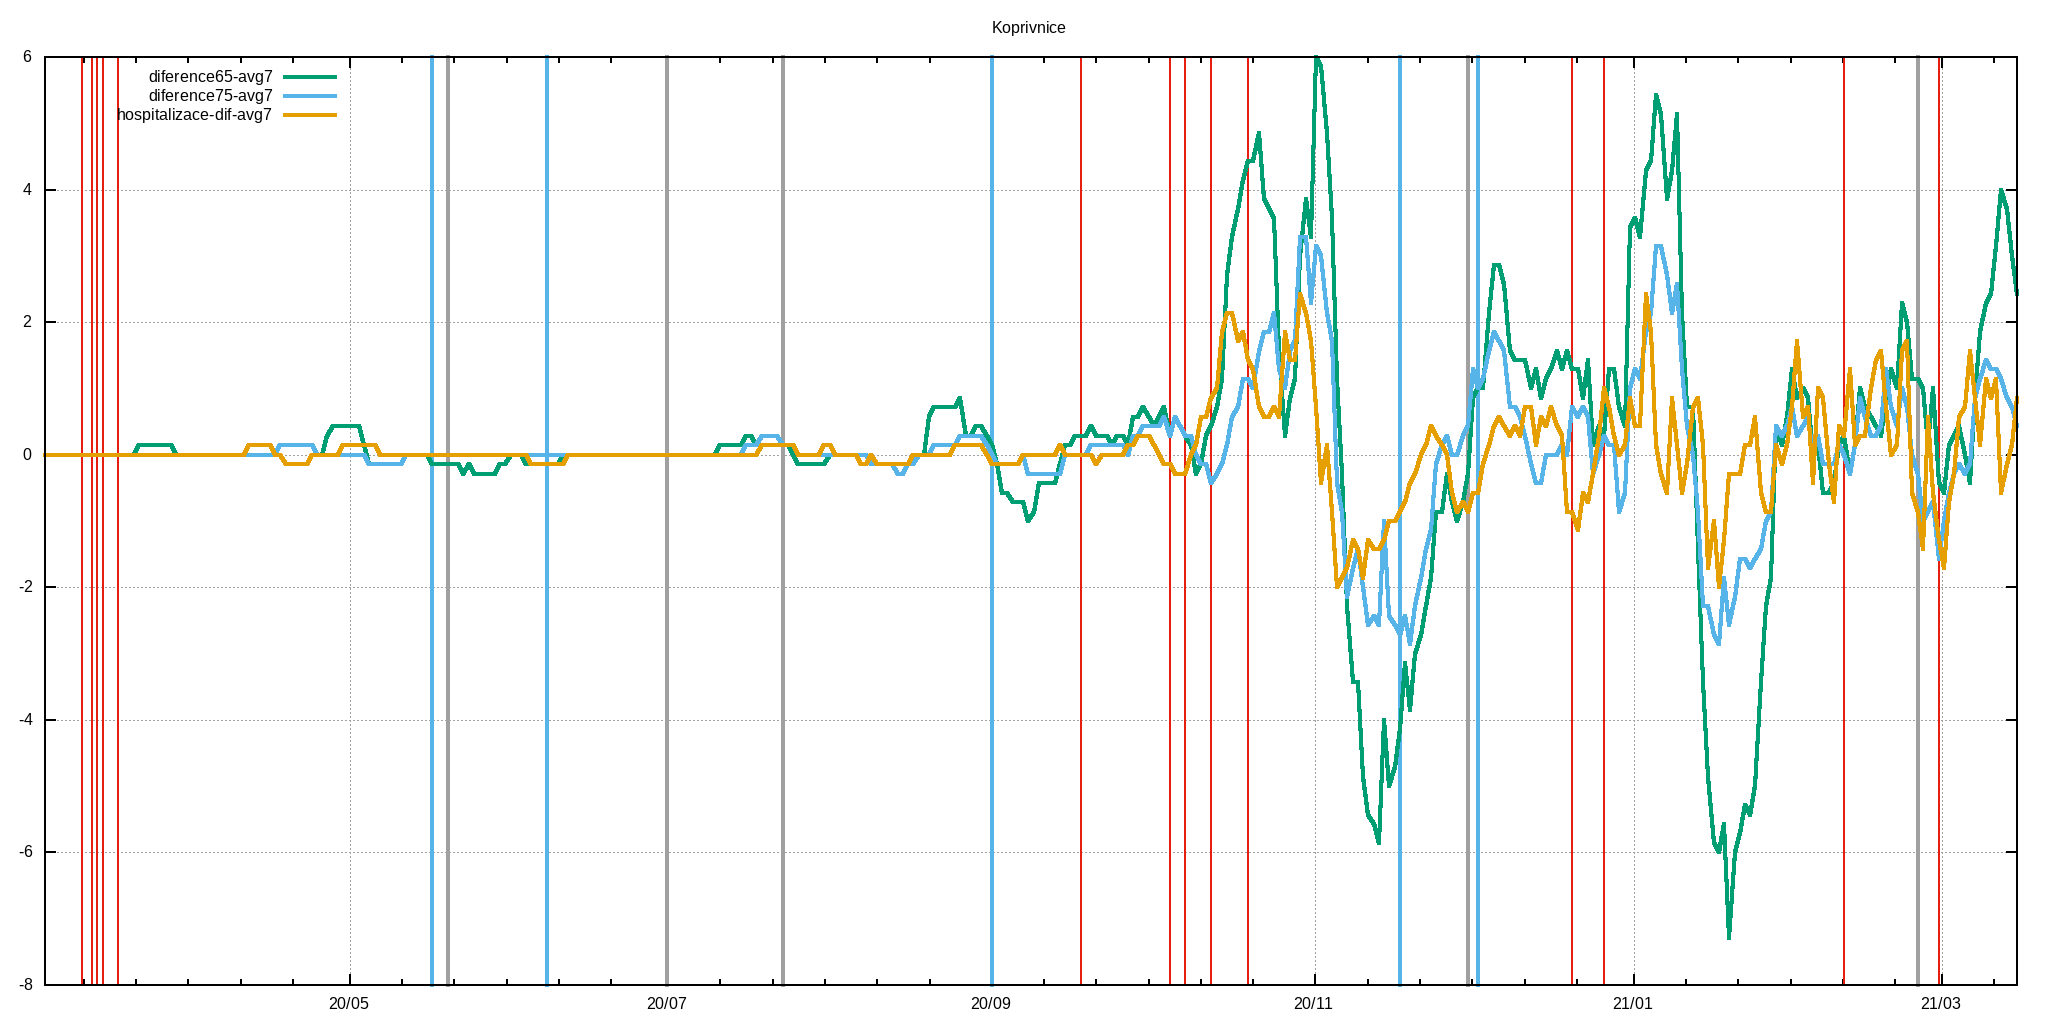 Koprivnice
6
diference65-avg7
diference75-avg7
hospitalizace-dif-avg7
4
2
0
-2
-4
-6
-8
20/05 20/07 20/09 20/11 21/01 21/03